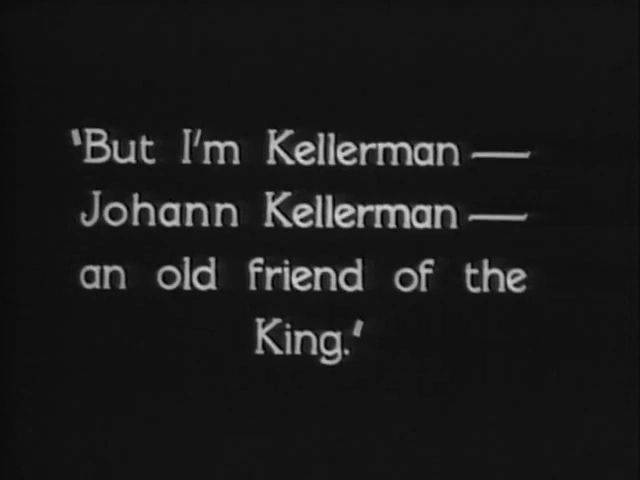 'But I'm Kellerman —
Johann Kellerman —
an old friend of the
King.'